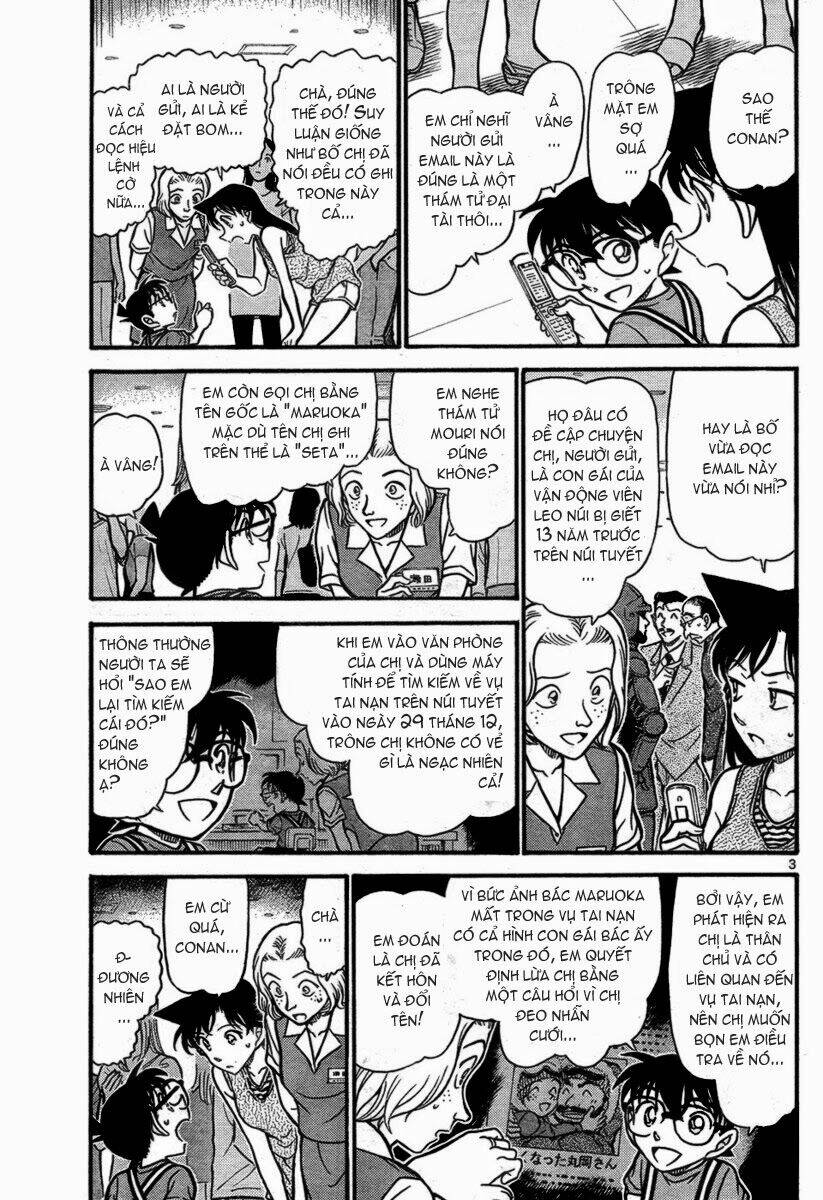 SAO
THẾ
CONAN?
TRÔNG
MẶT EM
SỢ
QUÁ
...
À
VÂNG
...
EM CHỈ NGHĨ
NGƯỜI GỬI
EMAIL NÀY LÀ
ĐÚNG LÀ MỘT
THÁM TỬ ĐẠI
TÀI THÔI...
CHÀ, ĐÚNG
THẾ ĐÓ! SUY
LUẬN GIỐNG
NHƯ BỐ CHỊ ĐÃ
NÓI ĐỀU CÓ GHI
TRONG NÀY
CẢ...
AI LÀ NGƯỜI
GỬI, AI LÀ KẺ
ĐẶT BOM...
VÀ CẢ
CÁCH
ĐỌC HIỆU
LỆNH
CỜ
NỮA...
HAY LÀ BỐ
VỪA ĐỌC
EMAIL NÀY
VỪA NÓI NHỈ?
HỌ ĐÂU CÓ
ĐỀ CẬP CHUYỆN
CHỊ, NGƯỜI GỬI,
LÀ CON GÁI CỦA
VẬN ĐỘNG VIÊN
LEO NÚI BỊ GIẾT
13 NĂM TRƯỚC
TRÊN NÚI TUYẾT
...
EM NGHE
THÁM TỬ
MOURI NÓI
ĐÚNG
KHÔNG?
EM CÒN GỌI CHỊ BẰNG
TÊN GỐC LÀ "MARUOKA"
MẶC DÙ TÊN CHỊ GHI
TRÊN THẺ LÀ "SETA"...
À VÂNG!
KHI EM VÀO VĂN PHÒNG
CỦA CHỊ VÀ DÙNG MÁY
TÍNH ĐỂ TÌM KIẾM VỀ VỤ
TAI NẠN TRÊN NÚI TUYẾT
VÀO NGÀY 29 THÁNG 12,
TRÔNG CHỊ KHÔNG CÓ VẺ
GÌ LÀ NGẠC NHIÊN
CẢ!
THÔNG THƯỜNG
NGƯỜI TA SẼ
HỎI "SAO EM
LẠI TÌM KIẾM
CÁI ĐÓ?"
ĐÚNG
KHÔNG
Ạ?
3
BỞI VẬY, EM
PHÁT HIỆN RA
CHỊ LÀ THÂN
CHỦ VÀ CÓ
LIÊN QUAN ĐẾN
VỤ TAI NẠN,
NÊN CHỊ MUỐN
BỌN EM ĐIỀU
TRA VỀ NÓ...
VÌ BỨC ẢNH BÁC MARUOKA
MẤT TRONG VỤ TAI NẠN
CÓ CẢ HÌNH CON GÁI BÁC ẤY
TRONG ĐÓ, EM QUYẾT
ĐỊNH LỪA CHỊ BẰNG
MỘT CÂU HỎI VÌ CHỊ
ĐEO NHẪN
CƯỚI...
EM ĐOÁN
LÀ CHỊ ĐÃ
KẾT HÔN
VÀ ĐỔI
TÊN!
くなった丸岡さん
CHÀ
...
EM CỪ
QUÁ,
CONAN...
Đ-
ĐƯƠNG
NHIÊN
...